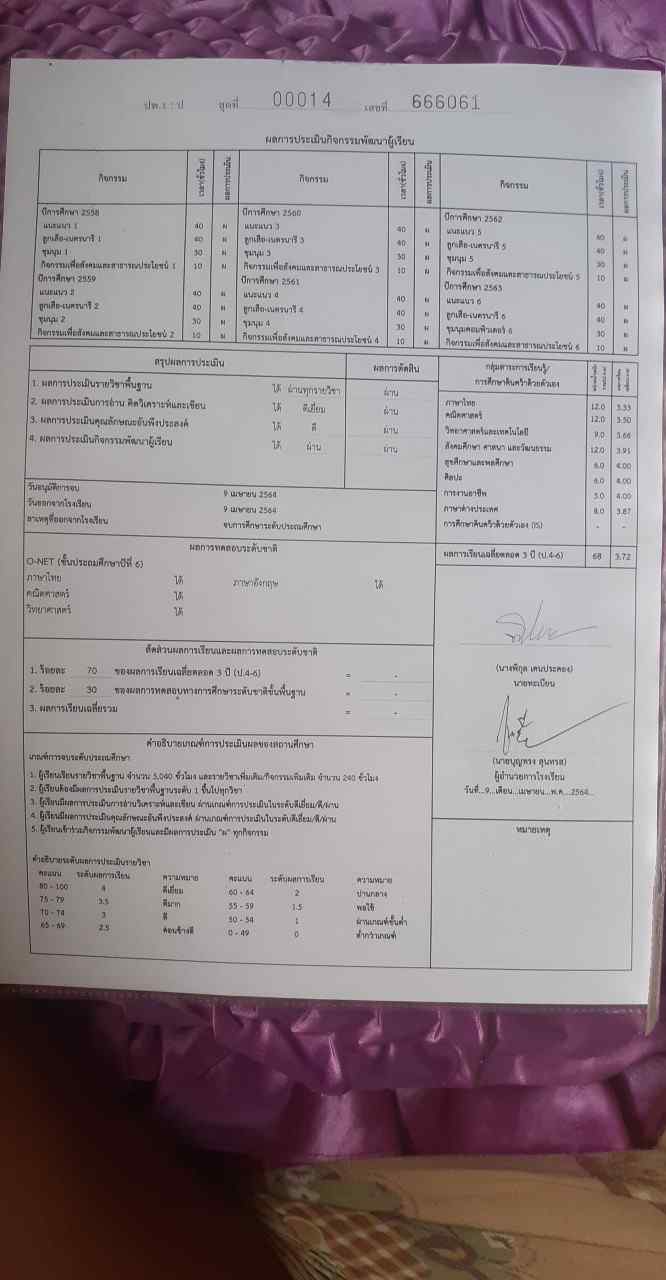 ปพ.1 : ป ชุดที่ 00014 เลขที่ 666061
ผลการประเมินกิจกรรมพัฒนาผู้เรียน
กิจกรรม เวลา(ชั่วโมง) ผลการประเมิน กิจกรรม เวลา(ชั่วโมง) ผลการประเมิน กิจกรรม เวลา(ชั่วโมง) ผลการประเมิน
ปีการศึกษา 2558
แนะแนว 1 40 ผ
ลูกเสือ-เนตรนารี 1 40 ผ
ชุมนุม 1 30 ผ
กิจกรรมเพื่อสังคมและสาธารณประโยชน์ 1 10 ผ
ปีการศึกษา 2559
แนะแนว 2 40 ผ
ลูกเสือ-เนตรนารี 2 40 ผ
ชุมนุม 2 30 ผ
กิจกรรมเพื่อสังคมและสาธารณประโยชน์ 2 10 ผ
ปีการศึกษา 2560
แนะแนว 3 40 ผ
ลูกเสือ-เนตรนารี 3 40 ผ
ชุมนุม 3 30 ผ
กิจกรรมเพื่อสังคมและสาธารณประโยชน์ 3 10 ผ
ปีการศึกษา 2561
แนะแนว 4 40 ผ
ลูกเสือ-เนตรนารี 4 40 ผ
ชุมนุม 4 30 ผ
กิจกรรมเพื่อสังคมและสาธารณประโยชน์ 4 10 ผ
ปีการศึกษา 2562
แนะแนว 5 40 ผ
ลูกเสือ-เนตรนารี 5 40 ผ
ชุมนุม 5 30 ผ
กิจกรรมเพื่อสังคมและสาธารณประโยชน์ 5 10 ผ
ปีการศึกษา 2563
แนะแนว 6 40 ผ
ลูกเสือ-เนตรนารี 6 40 ผ
ชุมนุมคอมพิวเตอร์ 6 30 ผ
กิจกรรมเพื่อสังคมและสาธารณประโยชน์ 6 10 ผ
สรุปผลการประเมิน ผลการตัดสิน
1. ผลการประเมินรายวิชาพื้นฐาน ได้ ผ่านทุกรายวิชา ผ่าน
2. ผลการประเมินการอ่าน คิดวิเคราะห์และเขียน ได้ ดีเยี่ยม ผ่าน
3. ผลการประเมินคุณลักษณะอันพึงประสงค์ ได้ ดี ผ่าน
4. ผลการประเมินกิจกรรมพัฒนาผู้เรียน ได้ ผ่าน ผ่าน
วันอนุมัติการจบ 9 เมษายน 2564
วันออกจากโรงเรียน 9 เมษายน 2564
สาเหตุที่ออกจากโรงเรียน จบการศึกษาระดับประถมศึกษา
กลุ่มสาระการเรียนรู้/
การศึกษาค้นคว้าด้วยตัวเอง
ภาษาไทย 12.0 3.33
คณิตศาสตร์ 12.0 3.50
วิทยาศาสตร์และเทคโนโลยี 9.0 3.66
สังคมศึกษา ศาสนา และวัฒนธรรม 12.0 3.91
สุขศึกษาและพลศึกษา 6.0 4.00
ศิลปะ 6.0 4.00
การงานอาชีพ 3.0 4.00
ภาษาต่างประเทศ 8.0 3.87
การศึกษาค้นคว้าด้วยตัวเอง (IS) - -
ผลการเรียนเฉลี่ยตลอด 3 ปี (ป.4-6) 68 3.72
ผลการทดสอบระดับชาติ
O-NET (ชั้นประถมศึกษาปีที่ 6)
ภาษาไทย ได้ ภาษาอังกฤษ ได้
คณิตศาสตร์ ได้
วิทยาศาสตร์ ได้
สัดส่วนผลการเรียนและผลการทดสอบระดับชาติ
1. ร้อยละ 70 ของผลการเรียนเฉลี่ยตลอด 3 ปี (ป.4-6) = -
2. ร้อยละ 30 ของผลการทดสอบทางการศึกษาระดับชาติขั้นพื้นฐาน = -
3. ผลการเรียนเฉลี่ยรวม = -
(นางพิกุล เดนประคอง)
นายทะเบียน
(นายบุญทรง สุนทรส)
ผู้อำนวยการโรงเรียน
วันที่...9...เดือน...เมษายน...พ.ศ....2564...
หมายเหตุ
คำอธิบายเกณฑ์การประเมินผลของสถานศึกษา
เกณฑ์การจบระดับประถมศึกษา
1. ผู้เรียนเรียนรายวิชาพื้นฐาน จำนวน 5,040 ชั่วโมง และรายวิชาเพิ่มเติม/กิจกรรมเพิ่มเติม จำนวน 240 ชั่วโมง
2. ผู้เรียนต้องมีผลการประเมินรายวิชาพื้นฐานระดับ 1 ขึ้นไปทุกวิชา
3. ผู้เรียนมีผลการประเมินการอ่านวิเคราะห์และเขียน ผ่านเกณฑ์การประเมินในระดับดีเยี่ยม/ดี/ผ่าน
4. ผู้เรียนมีผลการประเมินคุณลักษณะอันพึงประสงค์ ผ่านเกณฑ์การประเมินในระดับดีเยี่ยม/ดี/ผ่าน
5. ผู้เรียนเข้าร่วมกิจกรรมพัฒนาผู้เรียนและมีผลการประเมิน "ผ" ทุกกิจกรรม
คำอธิบายระดับผลการประเมินรายวิชา
คะแนน ระดับผลการเรียน ความหมาย คะแนน ระดับผลการเรียน ความหมาย
80 - 100 4 ดีเยี่ยม 60 - 64 2 ปานกลาง
75 - 79 3.5 ดีมาก 55 - 59 1.5 พอใช้
70 - 74 3 ดี 50 - 54 1 ผ่านเกณฑ์ขั้นต่ำ
65 - 69 2.5 ค่อนข้างดี 0 - 49 0 ต่ำกว่าเกณฑ์